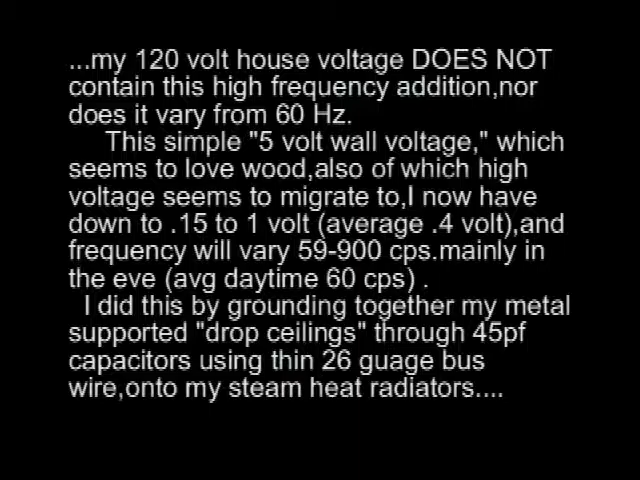 ...my 120 volt house voltage DOES NOT
contain this high frequency addition,nor
does it vary from 60 Hz.
This simple "5 volt wall voltage," which
seems to love wood,also of which high
voltage seems to migrate to,I now have
down to .15 to 1 volt (average .4 volt),and
frequency will vary 59-900 cps.mainly in
the eve (avg daytime 60 cps) .
I did this by grounding together my metal
supported "drop ceilings" through 45pf
capacitors using thin 26 guage bus
wire,onto my steam heat radiators....